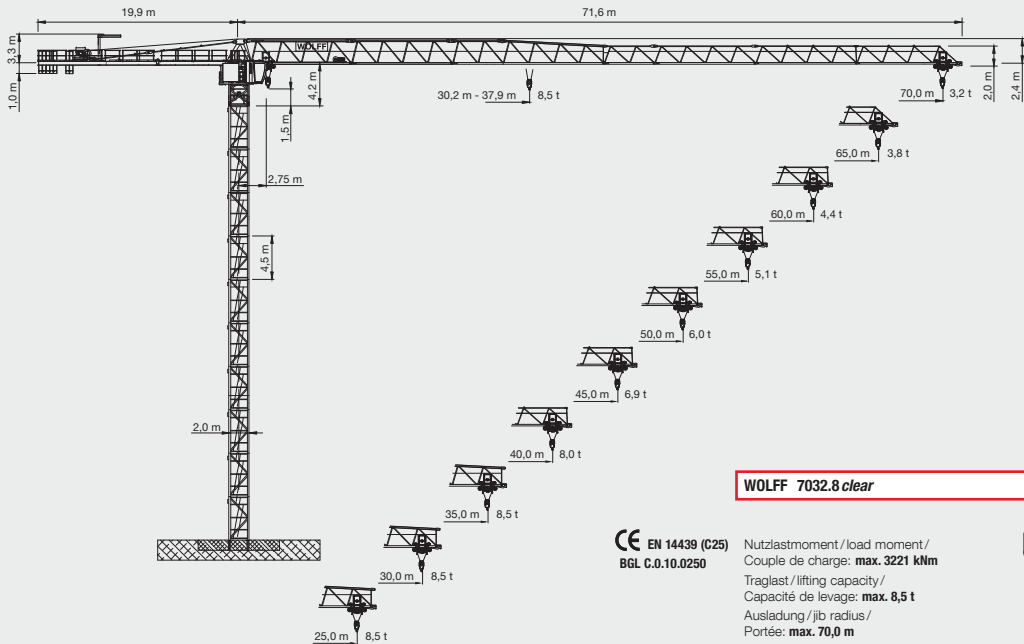 19,9 m
71,6 m
3,3 m
1,0 m
WOLFF
4,2 m
1,5 m
2,75 m
30,2 m - 37,9 m 8,5 t
70,0 m 3,2 t
2,0 m
2,4 m
65,0 m 3,8 t
60,0 m 4,4 t
4,5 m
55,0 m 5,1 t
50,0 m 6,0 t
45,0 m 6,9 t
2,0 m
40,0 m 8,0 t
35,0 m 8,5 t
30,0 m 8,5 t
25,0 m 8,5 t
WOLFF 7032.8 clear
CE EN 14439 (C25)
BGL C.0.10.0250
Nutzlastmoment / load moment /
Couple de charge: max. 3221 kNm
Traglast / lifting capacity /
Capacité de levage: max. 8,5 t
Ausladung / jib radius /
Portée: max. 70,0 m